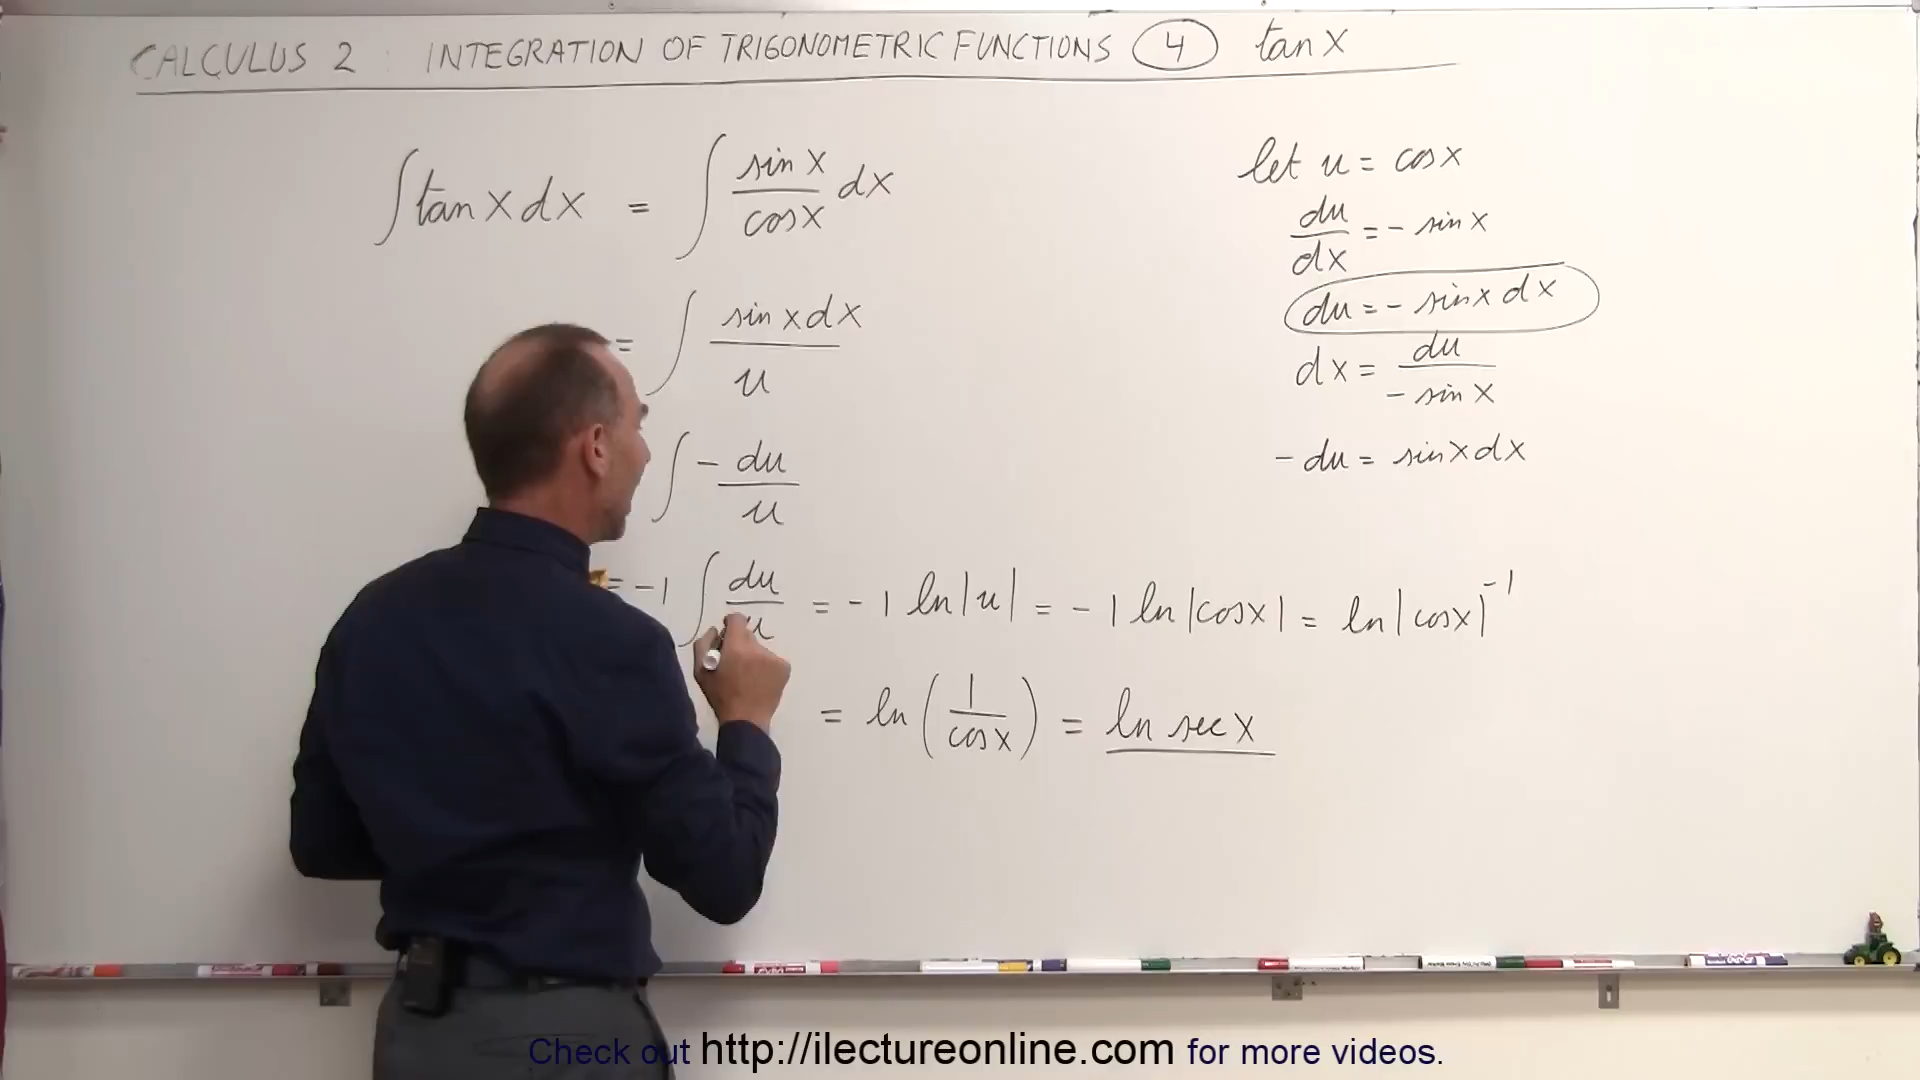 CALCULUS 2 : INTEGRATION OF TRIGONOMETRIC FUNCTIONS 4 tan x
∫ tan x dx = ∫ sin x / cos x dx
= ∫ sin x dx / u
∫ - du / u
= -1 ∫ du / u = -1 ln|u| = -1 ln|cos x| = ln|cos x|⁻¹
= ln (1 / cos x) = ln sec x
let u = cos x
du / dx = - sin x
du = - sin x dx
dx = du / - sin x
- du = sin x dx
Check out http://ilectureonline.com for more videos.